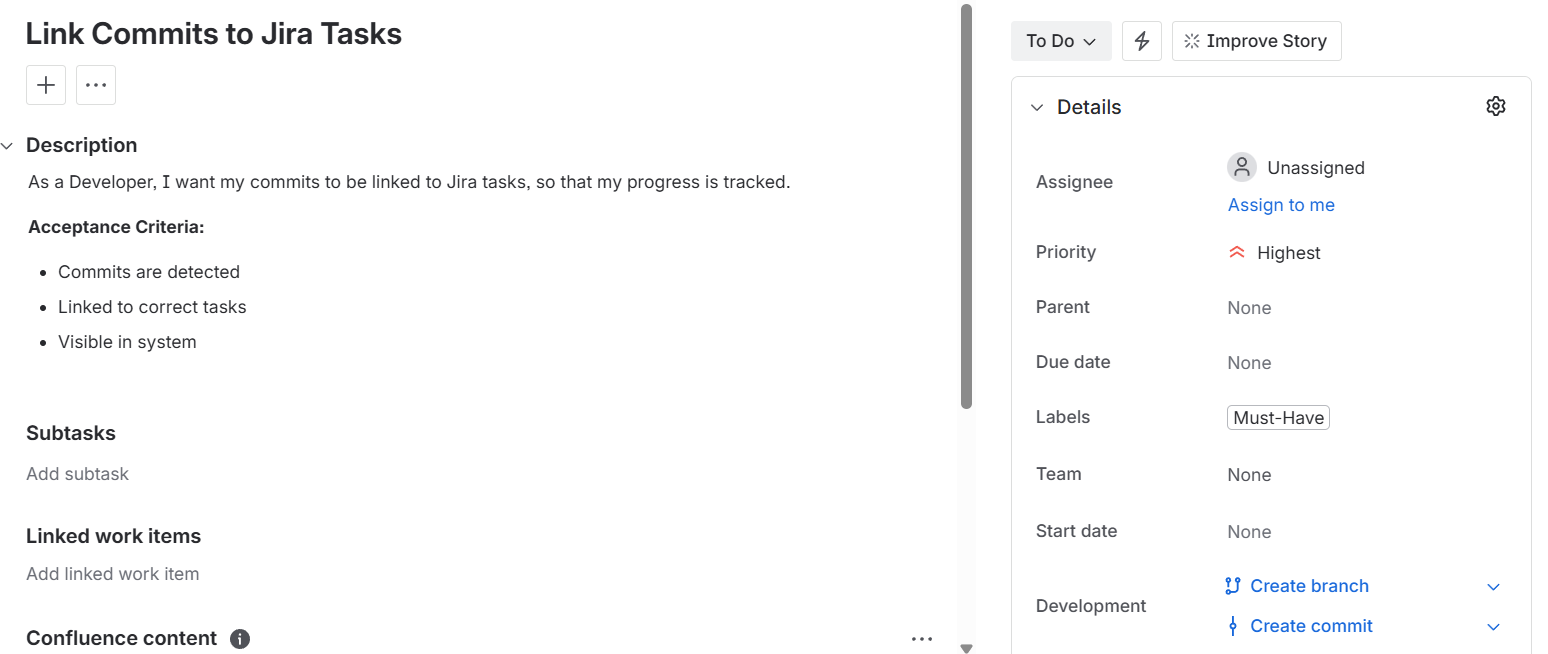 Link Commits to Jira Tasks
Description
As a Developer, I want my commits to be linked to Jira tasks, so that my progress is tracked.
Acceptance Criteria:
Commits are detected
Linked to correct tasks
Visible in system
Subtasks
Add subtask
Linked work items
Add linked work item
Confluence content
To Do
Improve Story
Details
Assignee
Unassigned
Assign to me
Priority
Highest
Parent
None
Due date
None
Labels
Must-Have
Team
None
Start date
None
Development
Create branch
Create commit